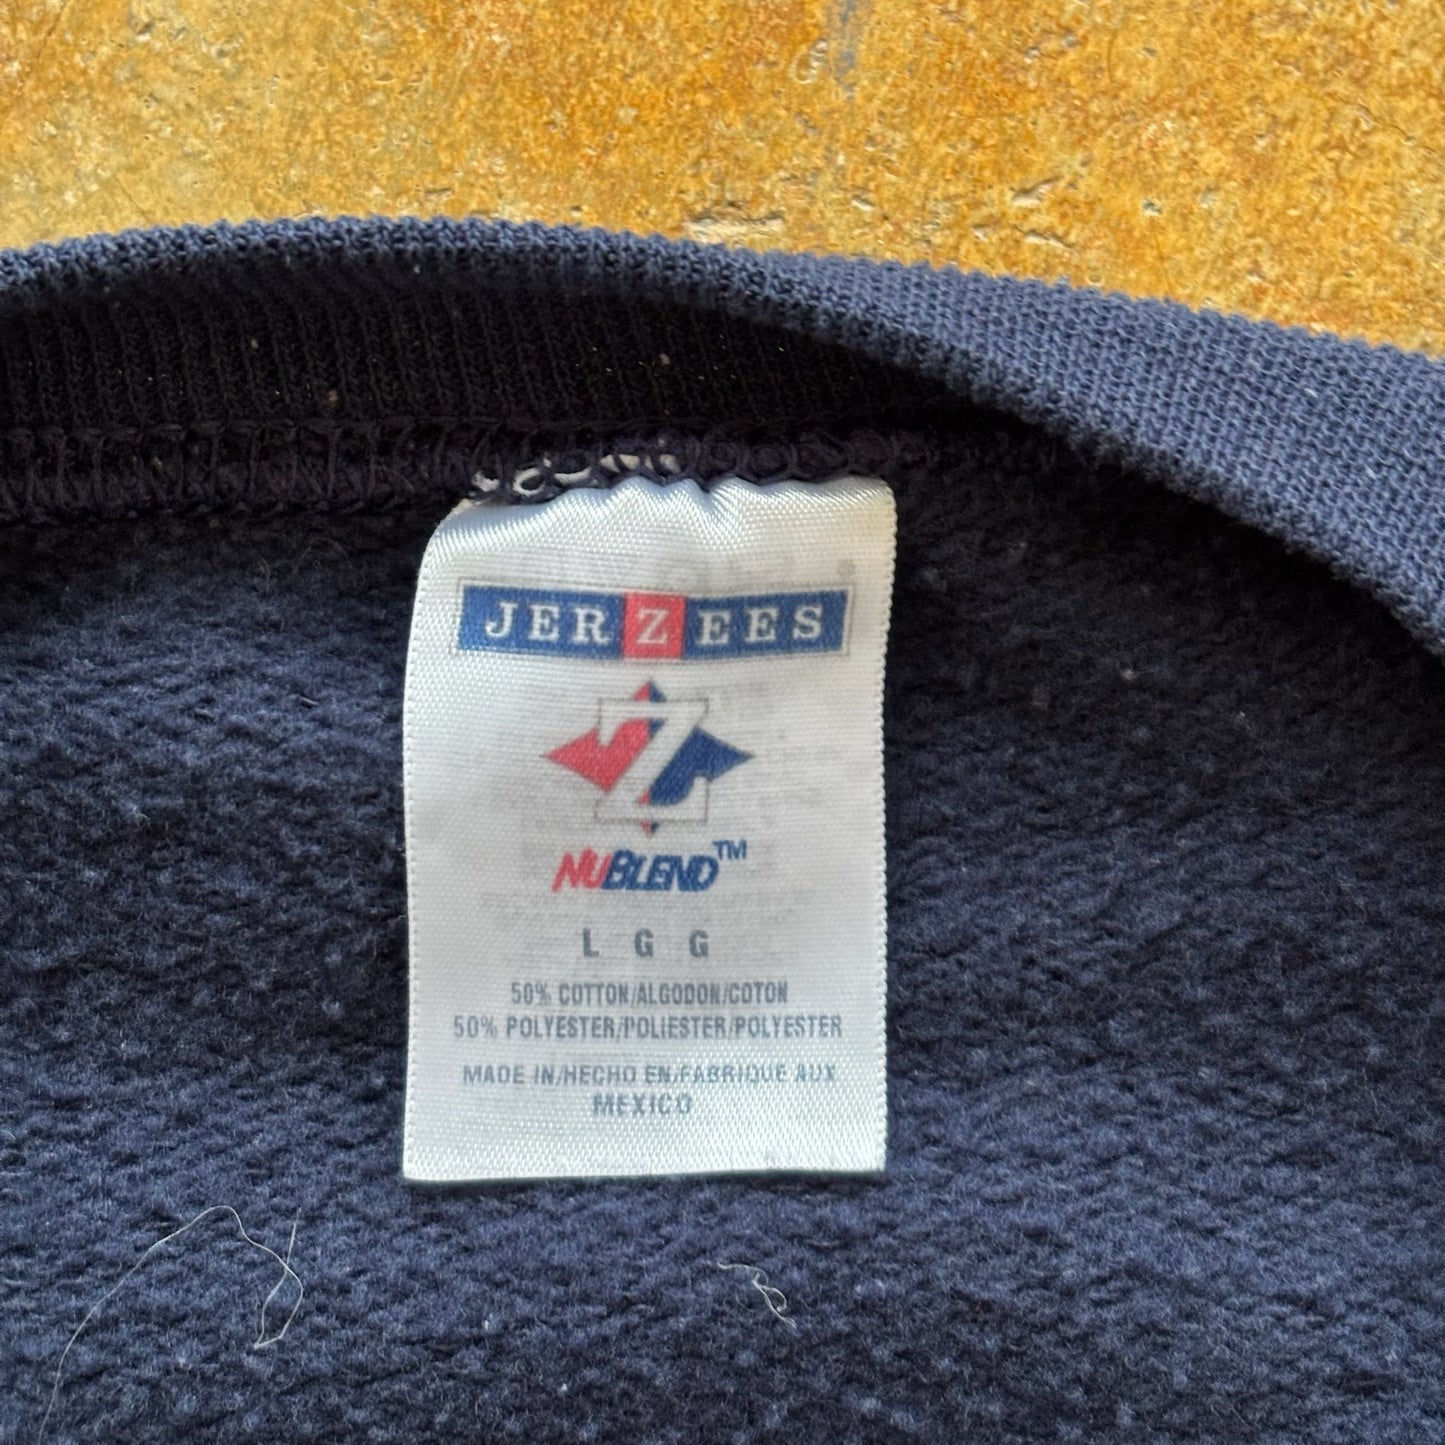 JERZEES
Z
NUBLEND™
L G G
50% COTTON/ALGODON/COTON
50% POLYESTER/POLIESTER/POLYESTER
MADE IN/HECHO EN/FABRIQUE AUX
MEXICO